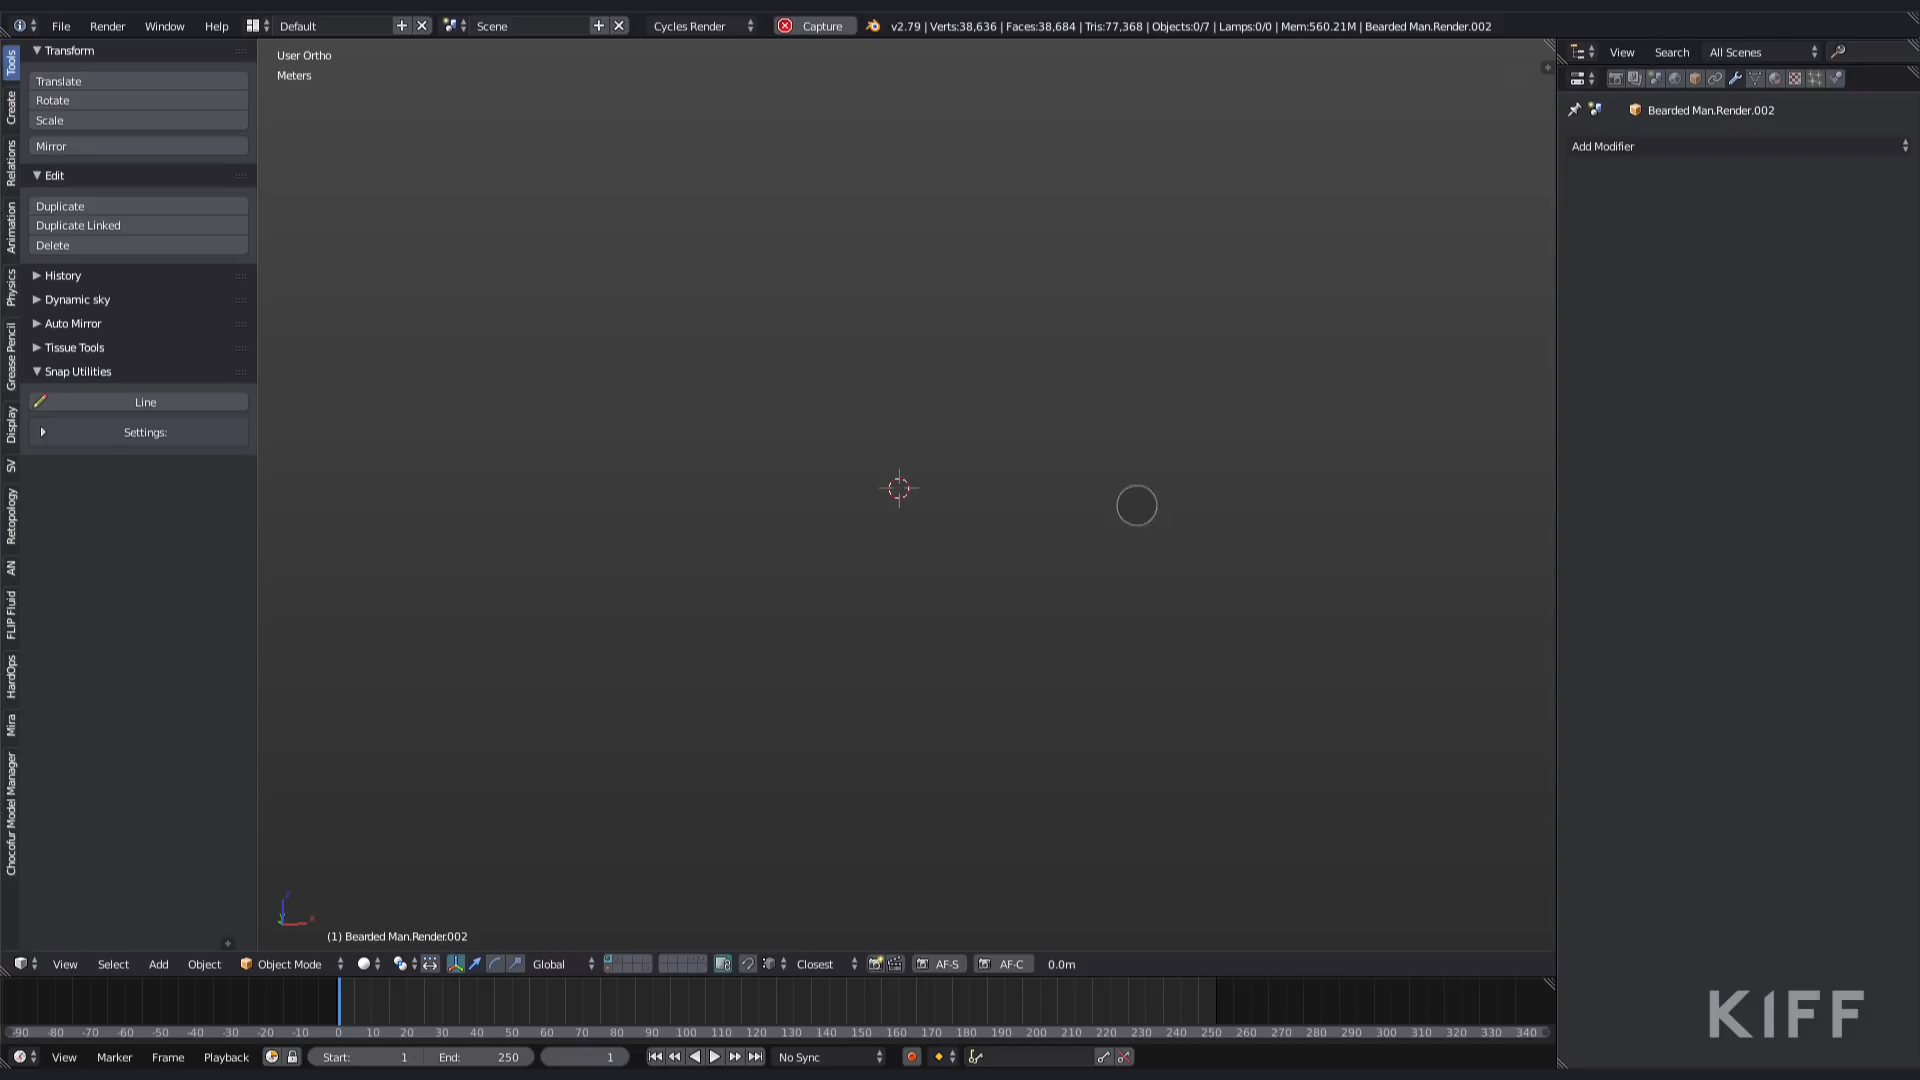 File Render Window Help Default Scene Cycles Render Capture v2.79 | Verts:38,636 | Faces:38,684 | Tris:77,368 | Objects:0/7 | Lamps:0/0 | Mem:560.21M | Bearded Man.Render.002
Tools
Create
Relations
Animation
Physics
Grease Pencil
Display
SV
Retopology
AN
FLIP Fluid
HardOps
Mira
Chocofur Model Manager
Transform
Translate
Rotate
Scale
Mirror
Edit
Duplicate
Duplicate Linked
Delete
History
Dynamic sky
Auto Mirror
Tissue Tools
Snap Utilities
Line
Settings:
User Ortho
Meters
(1) Bearded Man.Render.002
View Search All Scenes
Bearded Man.Render.002
Add Modifier
View Select Add Object Object Mode Global Closest AF-S AF-C 0.0m
-90 -80 -70 -60 -50 -40 -30 -20 -10 0 10 20 30 40 50 60 70 80 90 100 110 120 130 140 150 160 170 180 190 200 210 220 230 240 250 260 270 280 290 300 310 320 330 340
View Marker Frame Playback Start: 1 End: 250 1 No Sync
K1FF